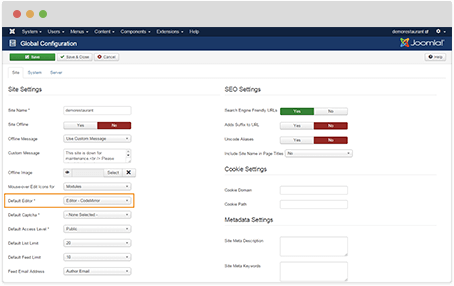 System Users Menus Content Components Extensions Help
demorestaurant
Global Configuration
Joomla!
Save
Save & Close
Cancel
Help
Site System Server
Site Settings
Site Name * demorestaurant
Site Offline Yes No
Offline Message Use Custom Message
Custom Message This site is down for
maintenance.<br /> Please
Offline Image Select
Mouse-over Edit Icons for Modules
Default Editor * Editor - CodeMirror
Default Captcha * - None Selected -
Default Access Level * Public
Default List Limit 20
Default Feed Limit 10
Feed Email Address Author Email
SEO Settings
Search Engine Friendly URLs Yes No
Adds Suffix to URL Yes No
Unicode Aliases Yes No
Include Site Name in Page Titles No
Cookie Settings
Cookie Domain
Cookie Path
Metadata Settings
Site Meta Description
Site Meta Keywords